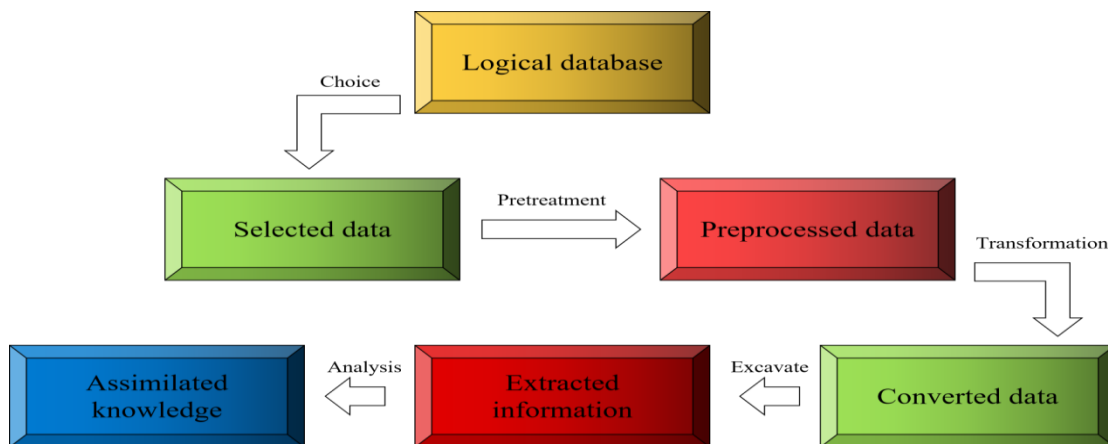 Logical database
Choice
Selected data
Pretreatment
Preprocessed data
Transformation
Converted data
Excavate
Extracted
information
Analysis
Assimilated
knowledge